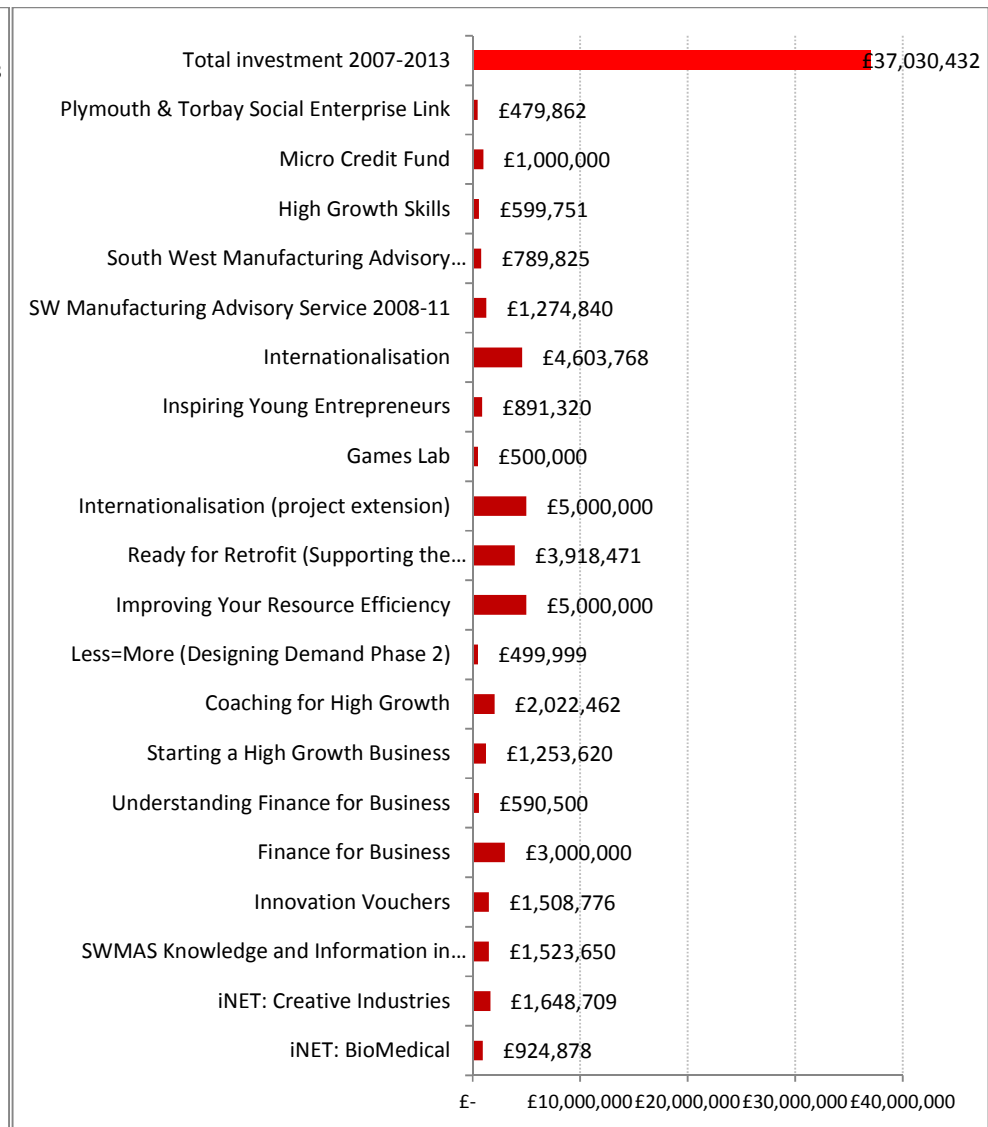 Total investment 2007-2013 £37,030,432
Plymouth & Torbay Social Enterprise Link £479,862
Micro Credit Fund £1,000,000
High Growth Skills £599,751
South West Manufacturing Advisory... £789,825
SW Manufacturing Advisory Service 2008-11 £1,274,840
Internationalisation £4,603,768
Inspiring Young Entrepreneurs £891,320
Games Lab £500,000
Internationalisation (project extension) £5,000,000
Ready for Retrofit (Supporting the... £3,918,471
Improving Your Resource Efficiency £5,000,000
Less=More (Designing Demand Phase 2) £499,999
Coaching for High Growth £2,022,462
Starting a High Growth Business £1,253,620
Understanding Finance for Business £590,500
Finance for Business £3,000,000
Innovation Vouchers £1,508,776
SWMAS Knowledge and Information in... £1,523,650
iNET: Creative Industries £1,648,709
iNET: BioMedical £924,878
£- £10,000,000 £20,000,000 £30,000,000 £40,000,000